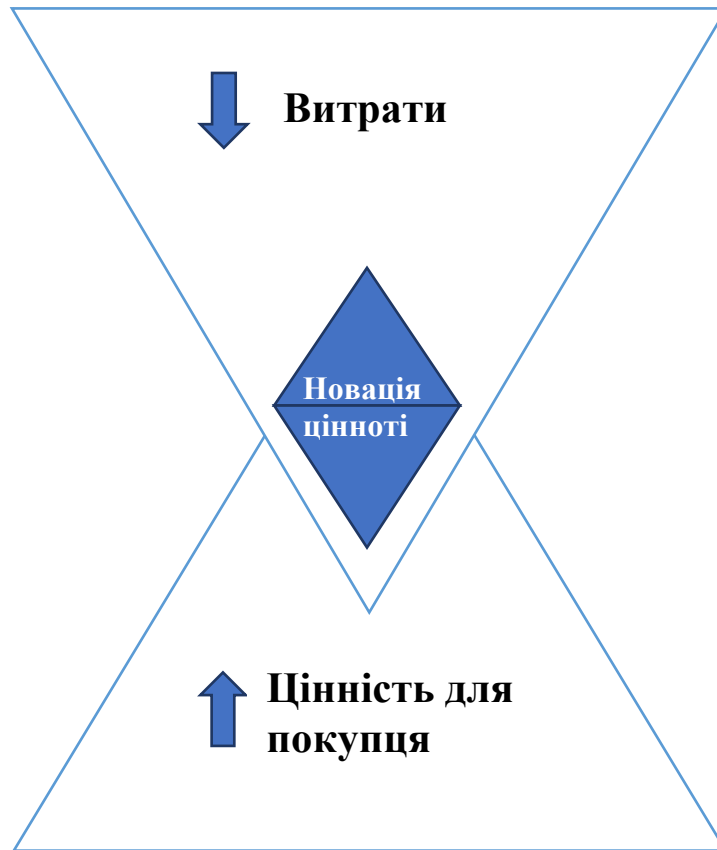 Витрати
Новація
цінноті
Цінність для
покупця